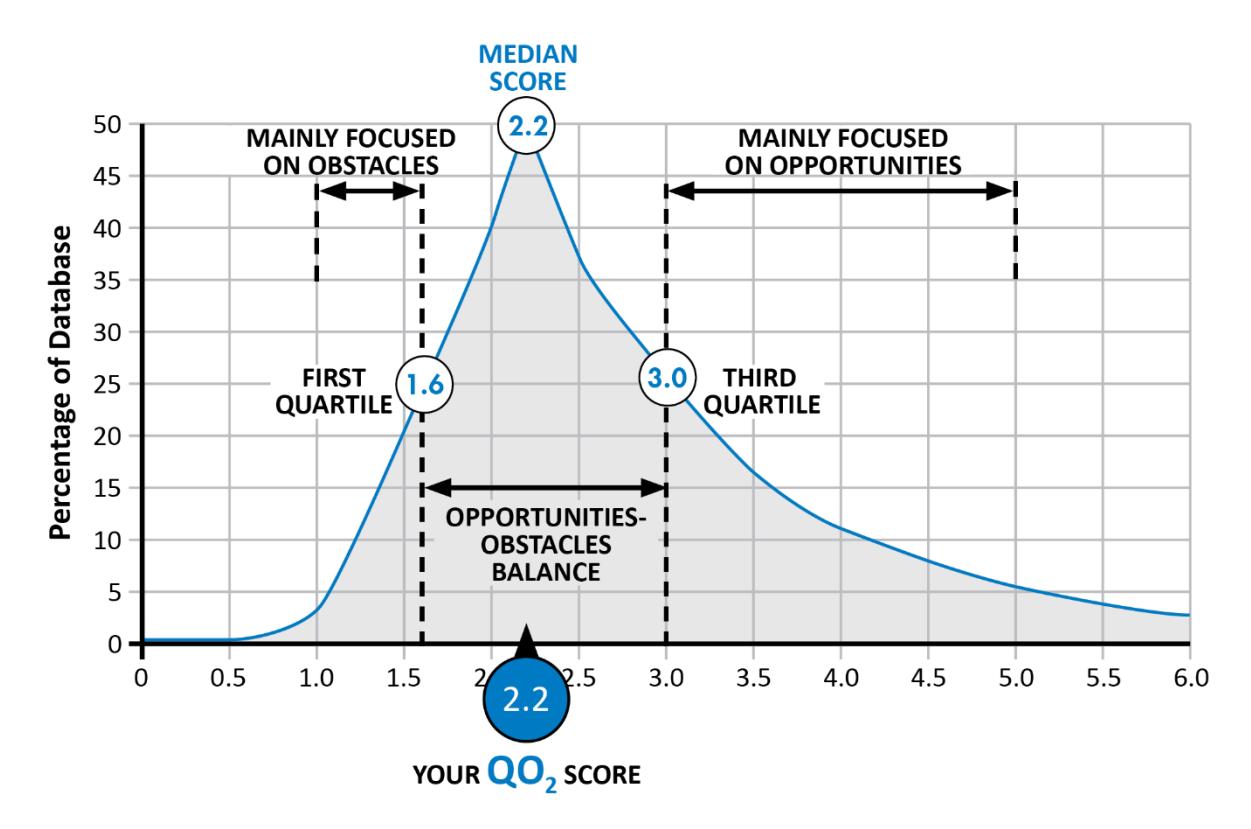 MEDIAN
SCORE
2.2
50
45
40
35
30
25
20
15
10
5
0
Percentage of Database
MAINLY FOCUSED
ON OBSTACLES
MAINLY FOCUSED
ON OPPORTUNITIES
FIRST
QUARTILE
1.6
3.0
THIRD
QUARTILE
OPPORTUNITIES-
OBSTACLES
BALANCE
0 0.5 1.0 1.5 2 2.5 3.0 3.5 4.0 4.5 5.0 5.5 6.0
2.2
YOUR QO₂ SCORE